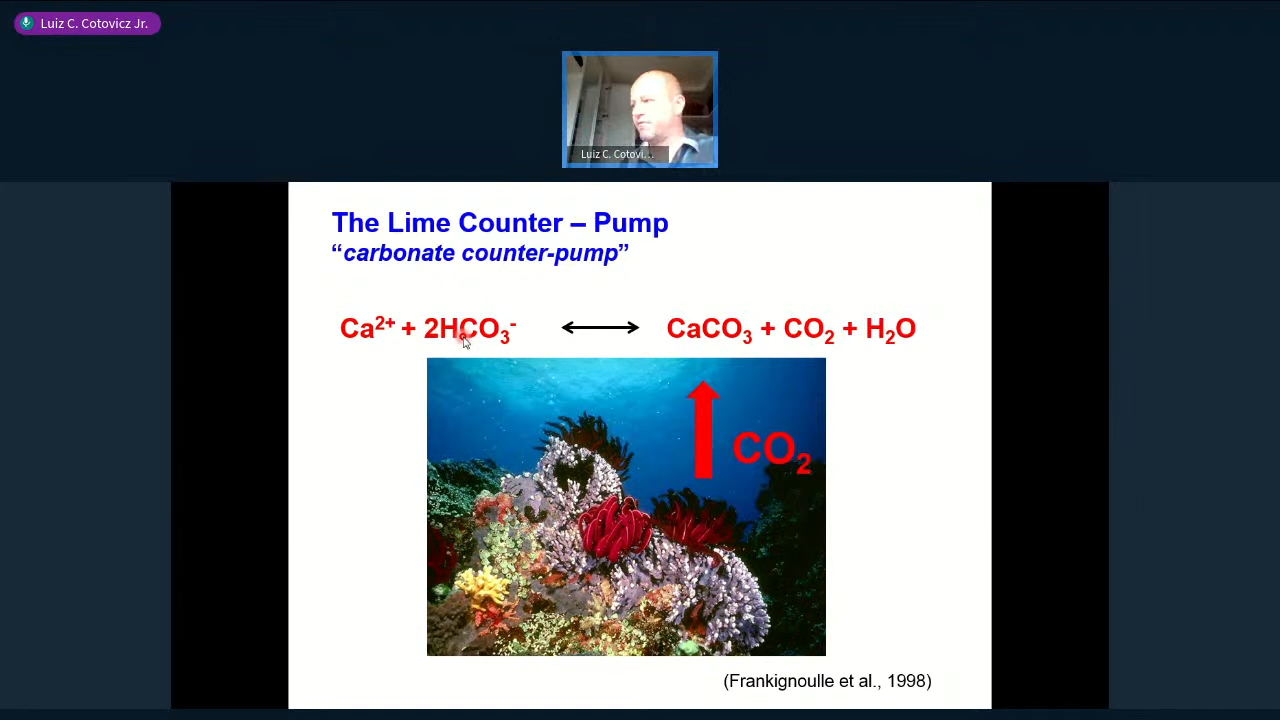 Luiz C. Cotovicz Jr.
Luiz C. Cotovi...
The Lime Counter – Pump
“carbonate counter-pump”
Ca²⁺ + 2HCO₃⁻ ⟷ CaCO₃ + CO₂ + H₂O
CO₂
(Frankignoulle et al., 1998)